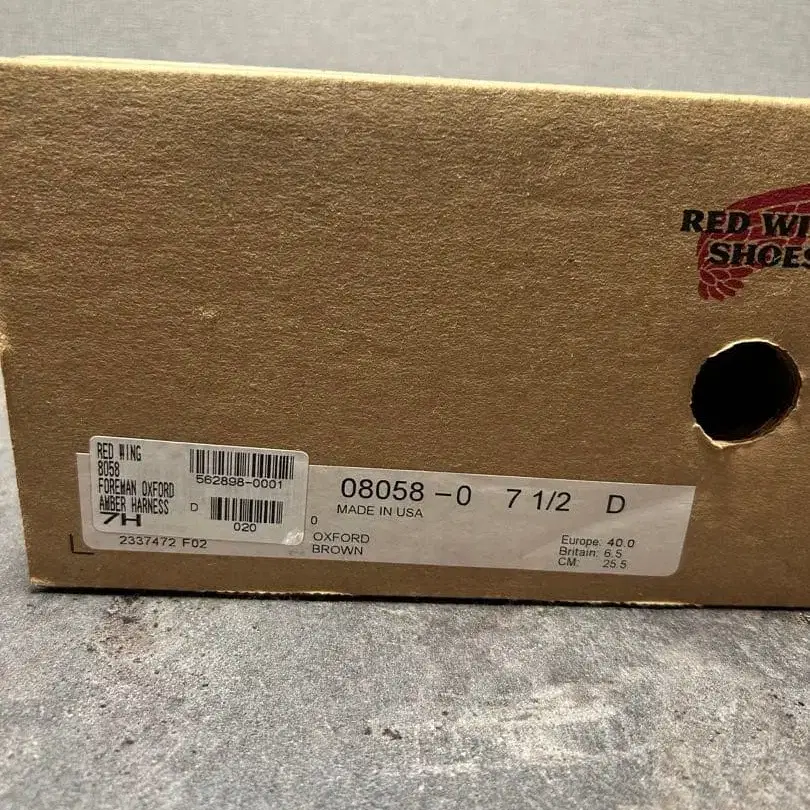 RED WI
SHOES
RED WING
8058
FOREMAN OXFORD
AMBER HARNESS
7H
562898-0001
D
020
2337472 F02
08058 -0 7 1/2 D
MADE IN USA
0
OXFORD
BROWN
Europe: 40.0
Britain: 6.5
CM: 25.5